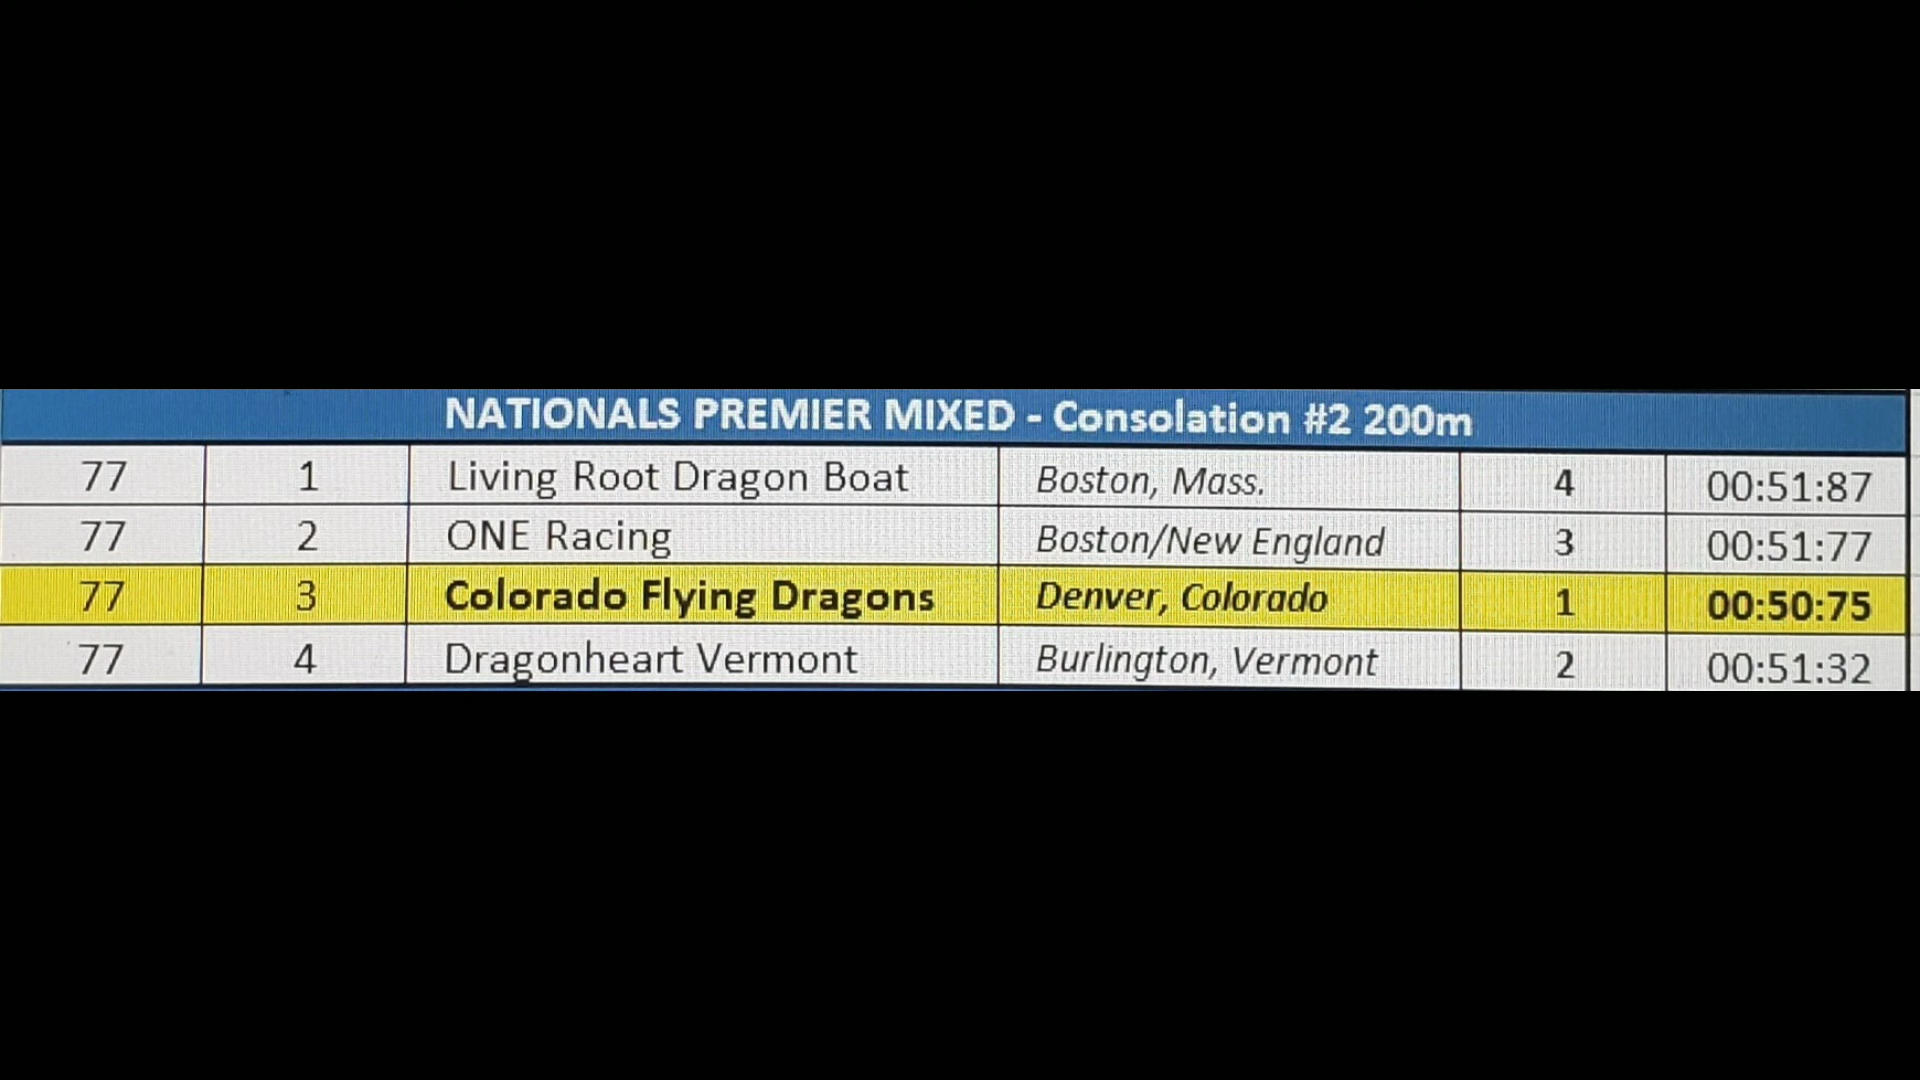 NATIONALS PREMIER MIXED - Consolation #2 200m
77 1 Living Root Dragon Boat Boston, Mass. 4 00:51:87
77 2 ONE Racing Boston/New England 3 00:51:77
77 3 Colorado Flying Dragons Denver, Colorado 1 00:50:75
77 4 Dragonheart Vermont Burlington, Vermont 2 00:51:32